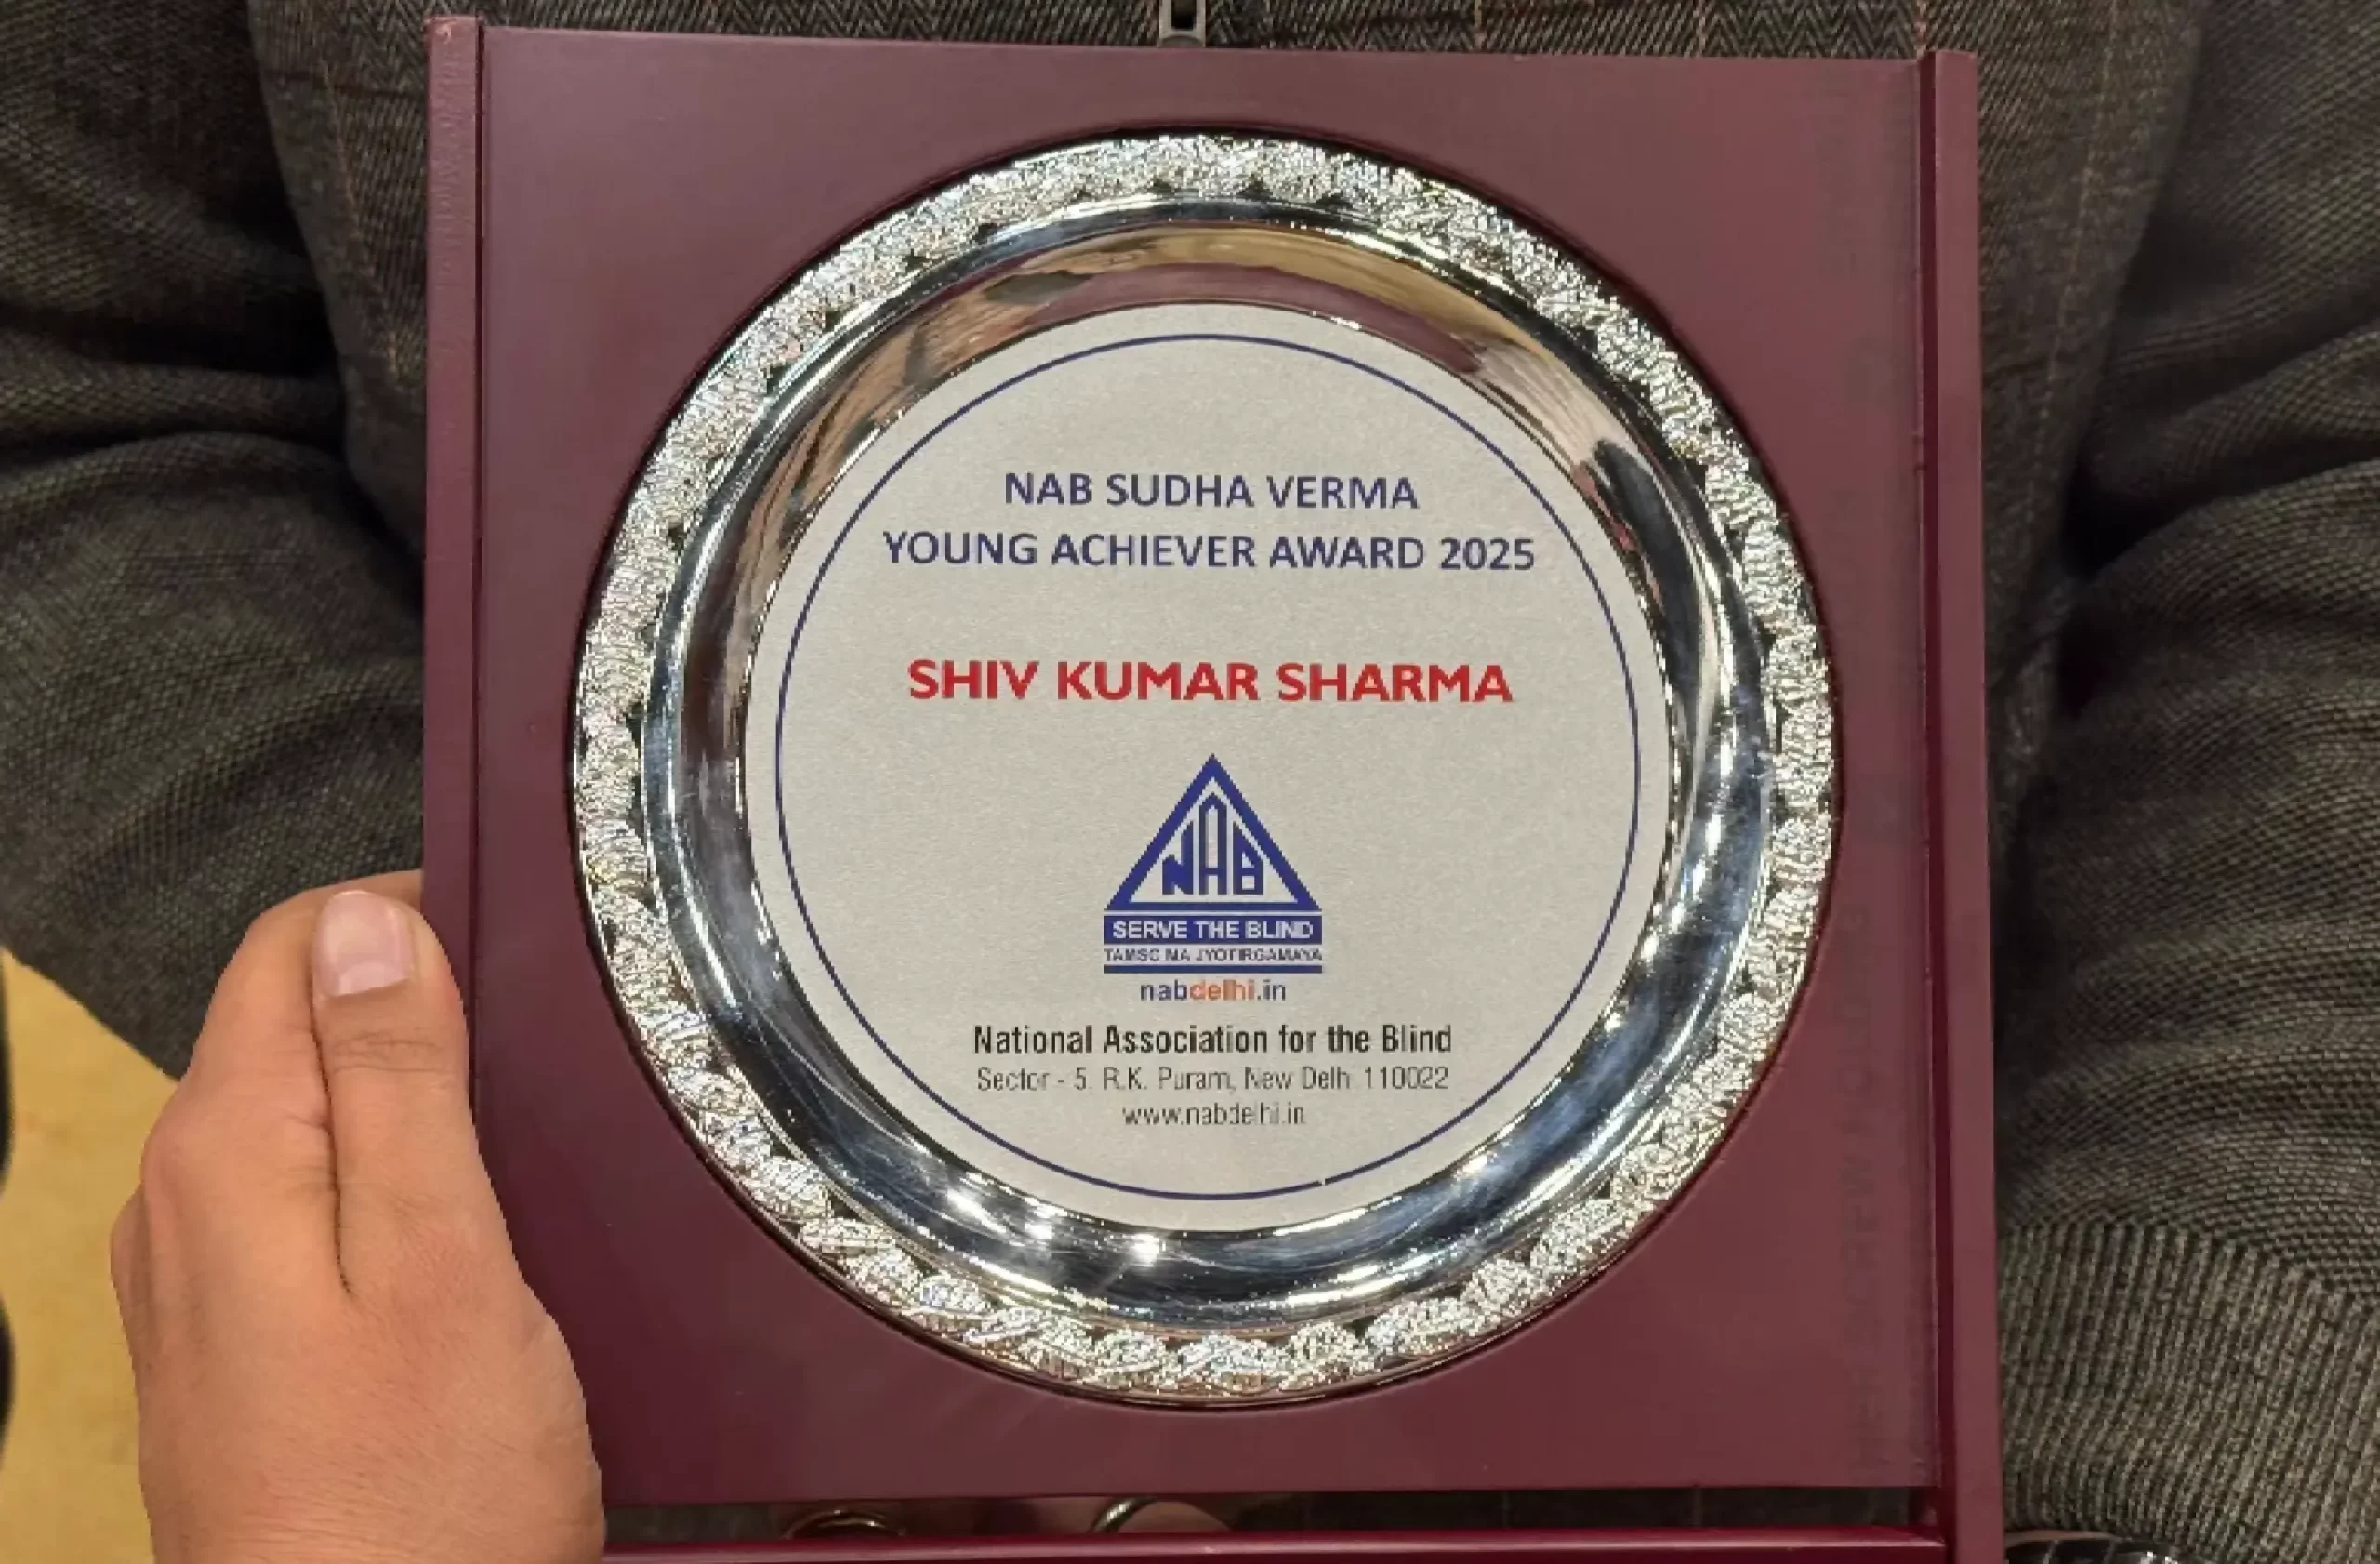 NAB SUDHA VERMA
YOUNG ACHIEVER AWARD 2025
SHIV KUMAR SHARMA
NAB
SERVE THE BLIND
TAMSO MA JYOTIRGAMAYA
nabdelhi.in
National Association for the Blind
Sector - 5, R.K. Puram, New Delhi 110022
www.nabdelhi.in